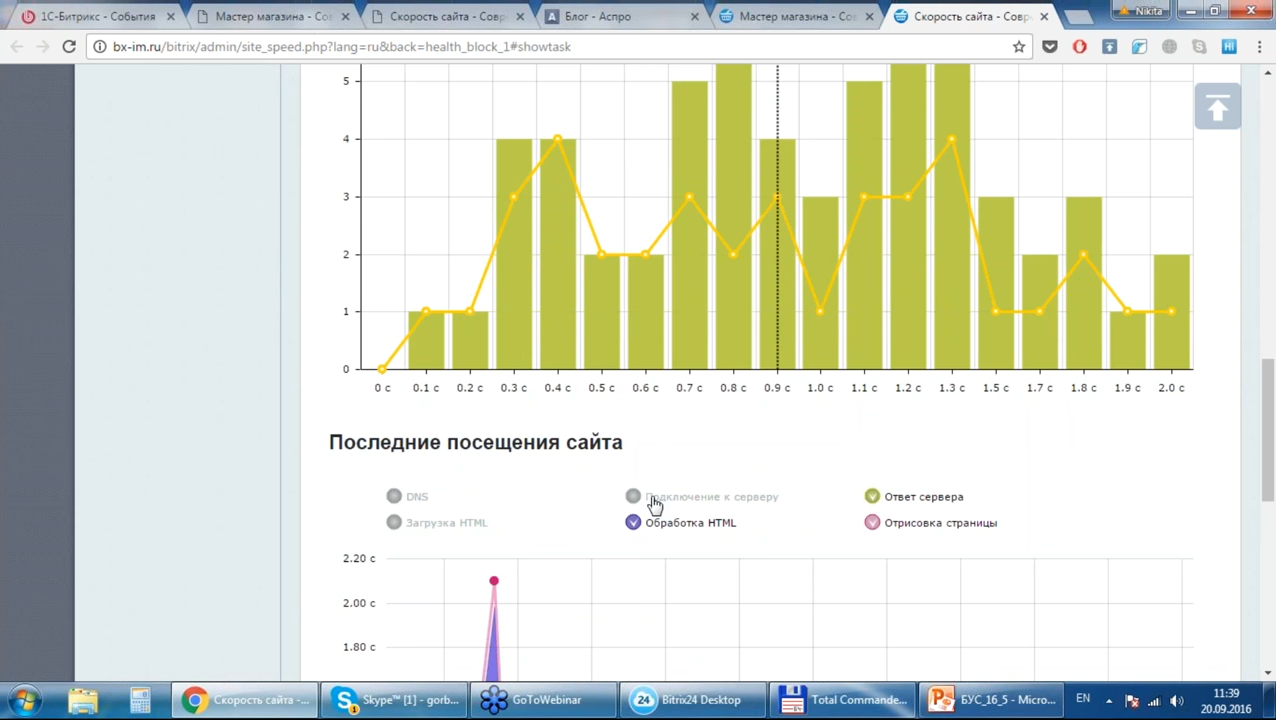 1С-Битрикс - События
Мастер магазина - Со
Скорость сайта - Совр
Блог - Аспро
Мастер магазина - Со
Скорость сайта - Совр
Nikita
bx-im.ru/bitrix/admin/site_speed.php?lang=ru&back=health_block_1#showtask
5
4
3
2
1
0
0 с 0.1 с 0.2 с 0.3 с 0.4 с 0.5 с 0.6 с 0.7 с 0.8 с 0.9 с 1.0 с 1.1 с 1.2 с 1.3 с 1.5 с 1.7 с 1.8 с 1.9 с 2.0 с
Последние посещения сайта
DNS Подключение к серверу Ответ сервера
Загрузка HTML Обработка HTML Отрисовка страницы
2.20 с
2.00 с
1.80 с
Скорость сайта -...
Skype™ [1] - gorb...
GoToWebinar
24 Bitrix24 Desktop
Total Commande...
БУС_16_5 - Micro...
EN
11:39
20.09.2016